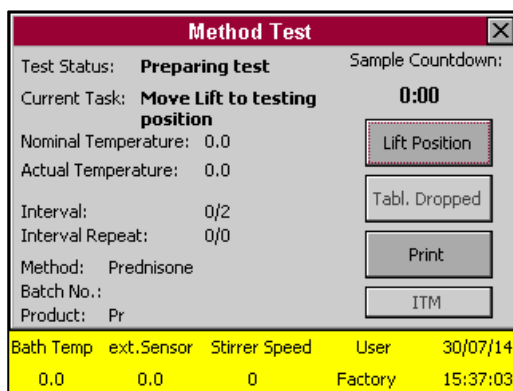 Method Test
Test Status: Preparing test
Sample Countdown:
Current Task: Move Lift to testing
position
0:00
Nominal Temperature: 0.0
Lift Position
Actual Temperature: 0.0
Tabl. Dropped
Interval: 0/2
Interval Repeat: 0/0
Print
Method: Prednisone
Batch No.:
ITM
Product: Pr
Bath Temp ext.Sensor Stirrer Speed User 30/07/14
0.0 0.0 0 Factory 15:37:03